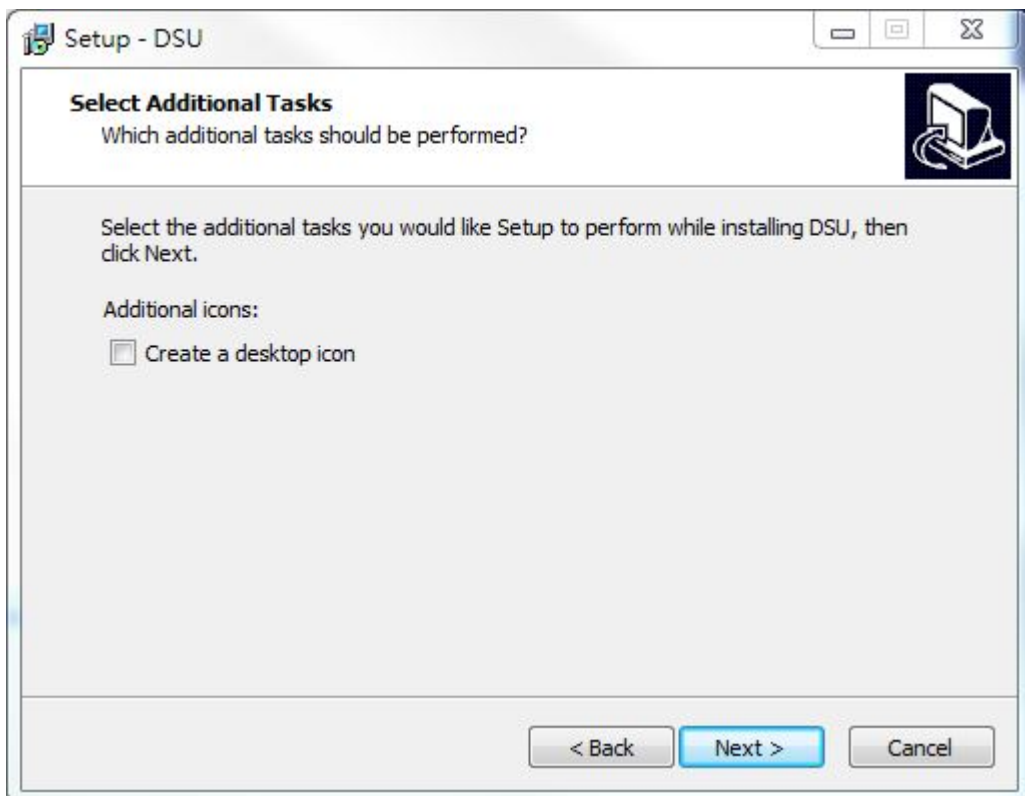 Setup - DSU
Select Additional Tasks
Which additional tasks should be performed?
Select the additional tasks you would like Setup to perform while installing DSU, then
click Next.
Additional icons:
Create a desktop icon
< Back
Next >
Cancel